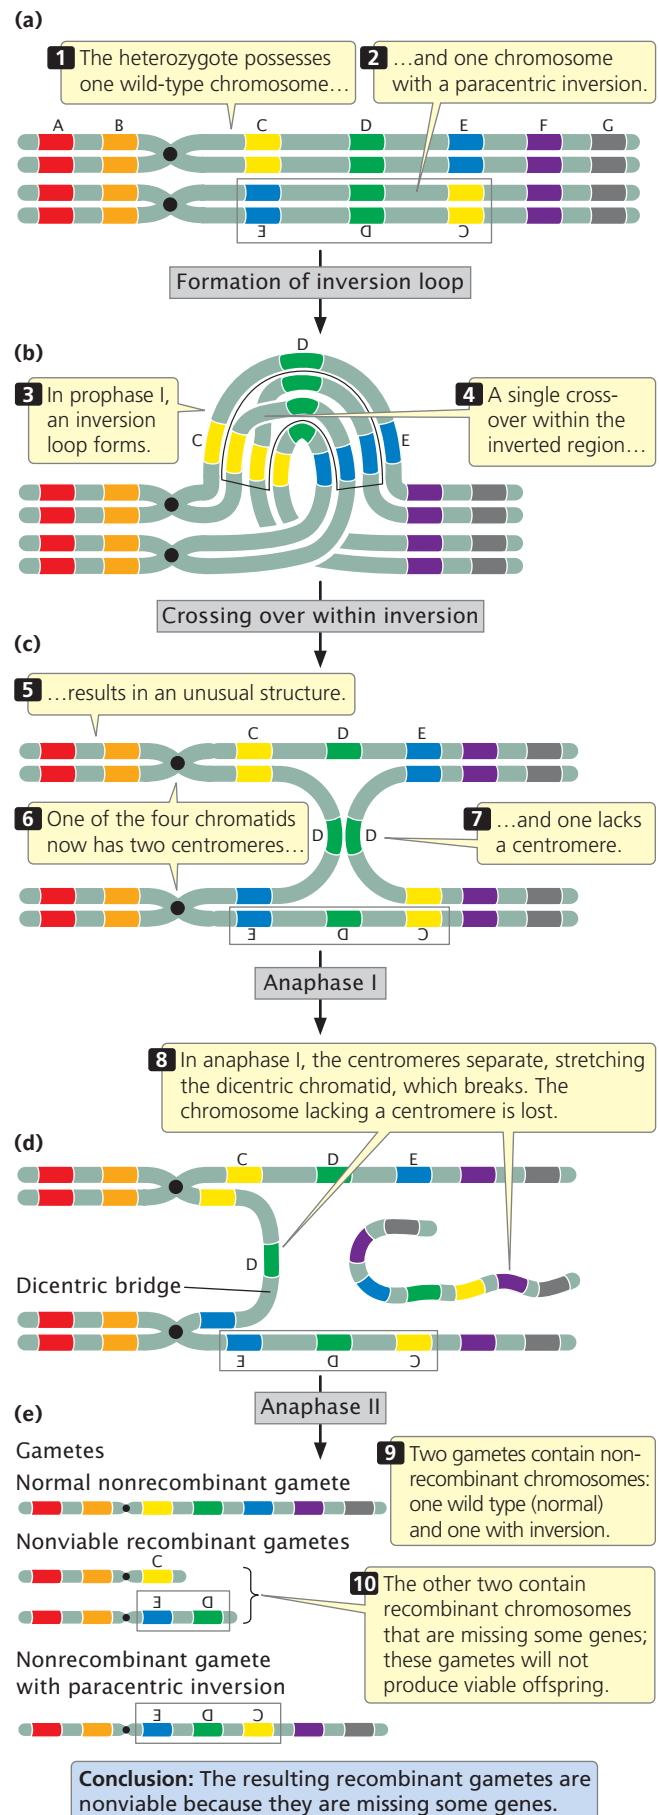 (a)
1 The heterozygote possesses
one wild-type chromosome…
2 …and one chromosome
with a paracentric inversion.
A B C D E F G
E D C
Formation of inversion loop
(b)
D
3 In prophase I,
an inversion
loop forms.
4 A single cross-
over within the
inverted region…
C E
Crossing over within inversion
(c)
5 …results in an unusual structure.
C D E
6 One of the four chromatids
now has two centromeres…
D D
7 …and one lacks
a centromere.
E D C
Anaphase I
8 In anaphase I, the centromeres separate, stretching
the dicentric chromatid, which breaks. The
chromosome lacking a centromere is lost.
(d)
C D E
D
Dicentric bridge
E D C
Anaphase II
(e)
Gametes
Normal nonrecombinant gamete
9 Two gametes contain non-
recombinant chromosomes:
one wild type (normal)
and one with inversion.
Nonviable recombinant gametes
C
E D
10 The other two contain
recombinant chromosomes
that are missing some genes;
these gametes will not
produce viable offspring.
Nonrecombinant gamete
with paracentric inversion
E D C
Conclusion: The resulting recombinant gametes are
nonviable because they are missing some genes.